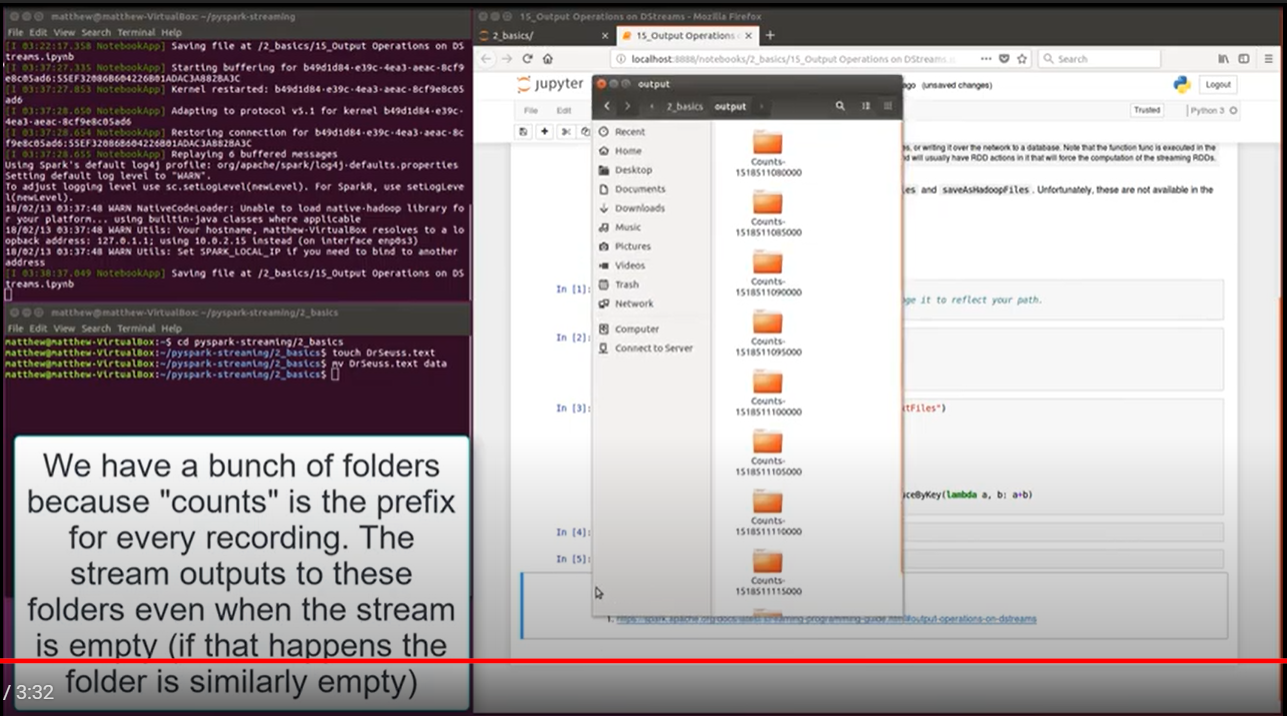 matthew@matthew-VirtualBox: ~/pyspark-streaming
File Edit View Search Terminal Help
[I 03:22:17.358 NotebookApp] Saving file at /2_basics/15_Output Operations on DS
treams.ipynb
[I 03:37:27.335 NotebookApp] Starting buffering for b49d1d84-e39c-4ea3-aeac-8cf9
e8c05ad6:55EF32086B604226B01ADAC3A882BA3C
[I 03:37:27.853 NotebookApp] Kernel restarted: b49d1d84-e39c-4ea3-aeac-8cf9e8c05
ad6
[I 03:37:28.650 NotebookApp] Adapting to protocol v5.1 for kernel b49d1d84-e39c-
4ea3-aeac-8cf9e8c05ad6
[I 03:37:28.654 NotebookApp] Restoring connection for b49d1d84-e39c-4ea3-aeac-8c
f9e8c05ad6:55EF32086B604226B01ADAC3A882BA3C
[I 03:37:28.655 NotebookApp] Replaying 6 buffered messages
Using Spark's default log4j profile: org/apache/spark/log4j-defaults.properties
Setting default log level to "WARN".
To adjust logging level use sc.setLogLevel(newLevel). For SparkR, use setLogLeve
l(newLevel).
18/02/13 03:37:48 WARN NativeCodeLoader: Unable to load native-hadoop library fo
r your platform... using builtin-java classes where applicable
18/02/13 03:37:48 WARN Utils: Your hostname, matthew-VirtualBox resolves to a lo
opback address: 127.0.1.1; using 10.0.2.15 instead (on interface enp0s3)
18/02/13 03:37:48 WARN Utils: Set SPARK_LOCAL_IP if you need to bind to another
address
[I 03:38:37.049 NotebookApp] Saving file at /2_basics/15_Output Operations on DS
treams.ipynb
matthew@matthew-VirtualBox: ~/pyspark-streaming/2_basics
File Edit View Search Terminal Help
matthew@matthew-VirtualBox:~$ cd pyspark-streaming/2_basics
matthew@matthew-VirtualBox:~/pyspark-streaming/2_basics$ touch DrSeuss.text
matthew@matthew-VirtualBox:~/pyspark-streaming/2_basics$ mv DrSeuss.text data
matthew@matthew-VirtualBox:~/pyspark-streaming/2_basics$
We have a bunch of folders
because "counts" is the prefix
for every recording. The
stream outputs to these
folders even when the stream
is empty (if that happens the
folder is similarly empty)
/ 3:32
15_Output Operations on DStreams - Mozilla Firefox
2_basics/
15_Output Operations
localhost:8888/notebooks/2_basics/15_Output Operations on DStreams.
Search
jupyter
ago (unsaved changes)
Logout
File Edit
Trusted
Python 3
output
2_basics output
Recent
Home
Desktop
Documents
Downloads
Music
Pictures
Videos
Trash
Network
Computer
Connect to Server
Counts-
1518511080000
Counts-
1518511085000
Counts-
1518511090000
Counts-
1518511095000
Counts-
1518511100000
Counts-
1518511105000
Counts-
1518511110000
Counts-
1518511115000
es, or writing it over the network to a database. Note that the function func is executed in the
d will usually have RDD actions in it that will force the computation of the streaming RDDs.
les and saveAsHadoopFiles. Unfortunately, these are not available in the
In [1]:
ge it to reflect your path.
In [2]:
In [3]:
utFiles")
uceByKey(lambda a, b: a+b)
In [4]:
In [5]:
1. https://spark.apache.org/docs/latest/streaming-programming-guide.html#output-operations-on-dstreams